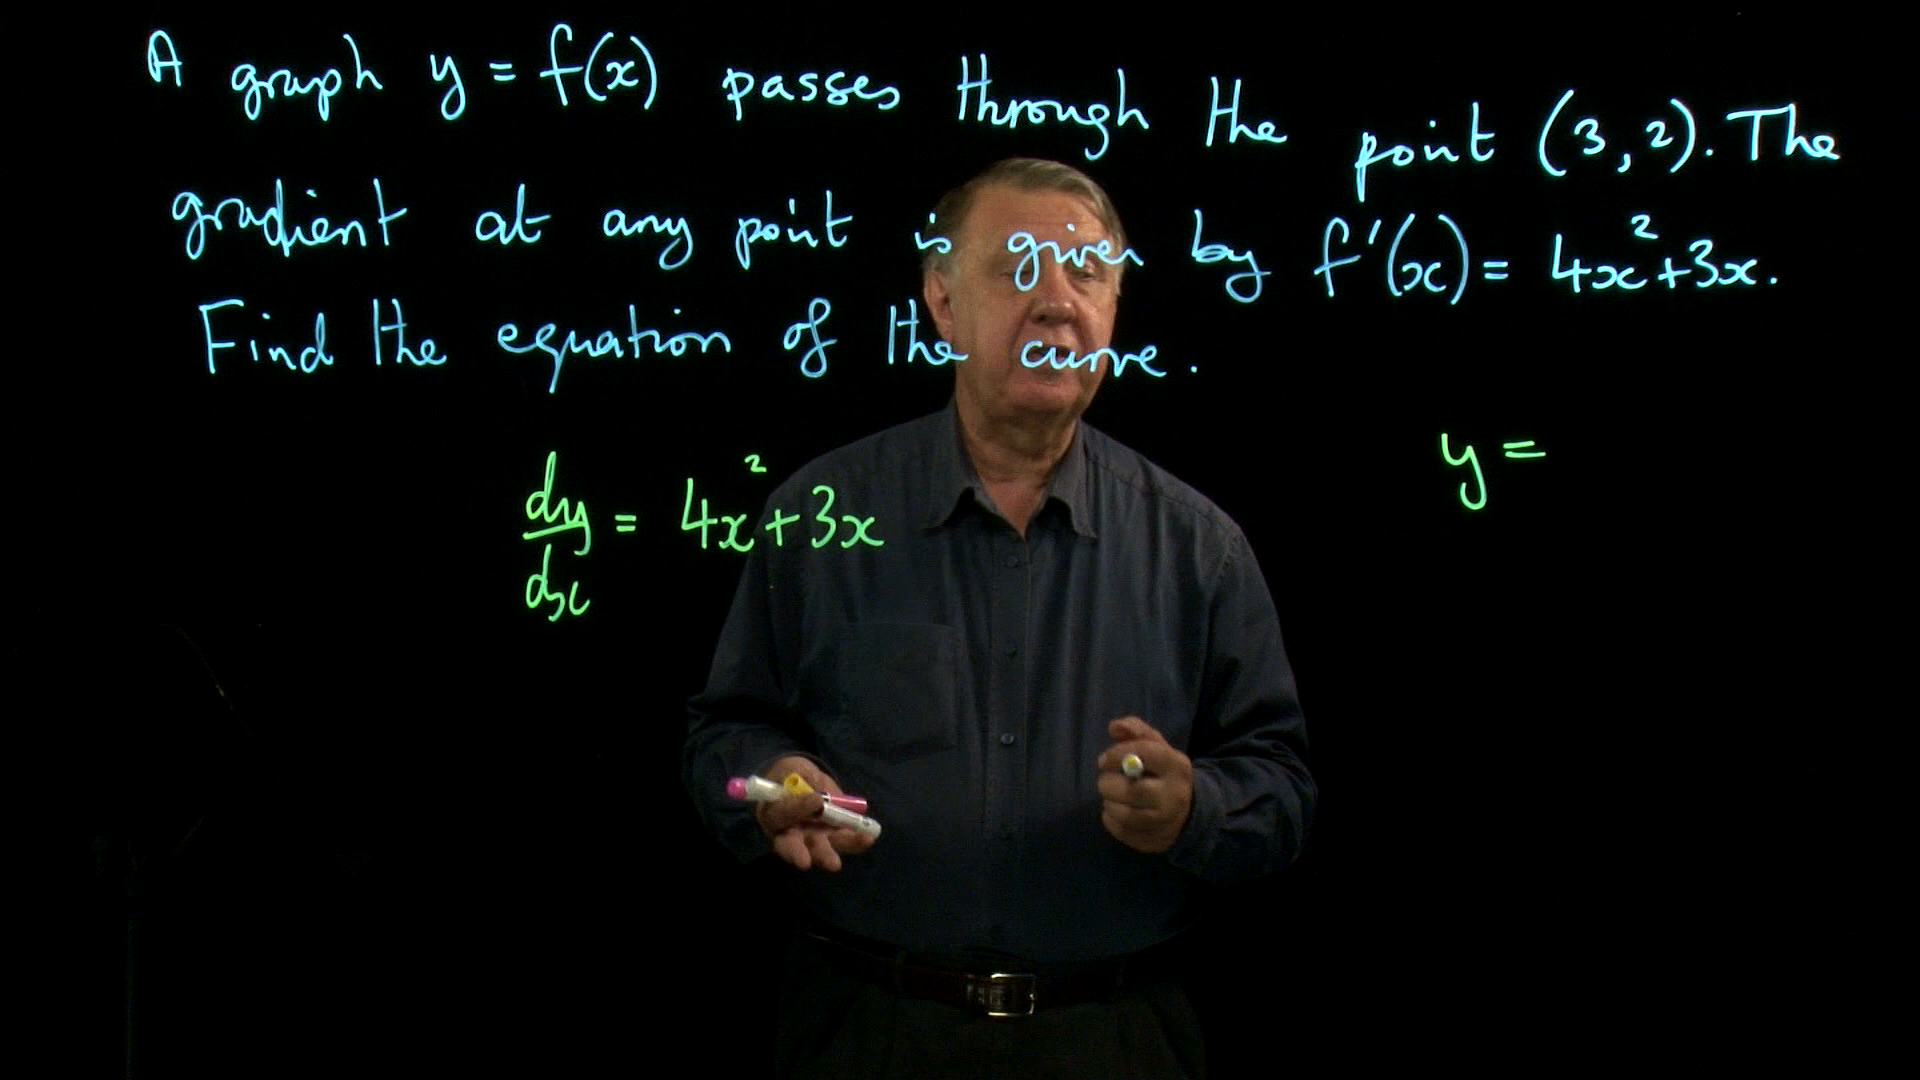 A graph y = f(x) passes through the point (3, 2). The
gradient at any point is given by f'(x) = 4x² + 3x.
Find the equation of the curve.
dy/dx = 4x² + 3x
y =